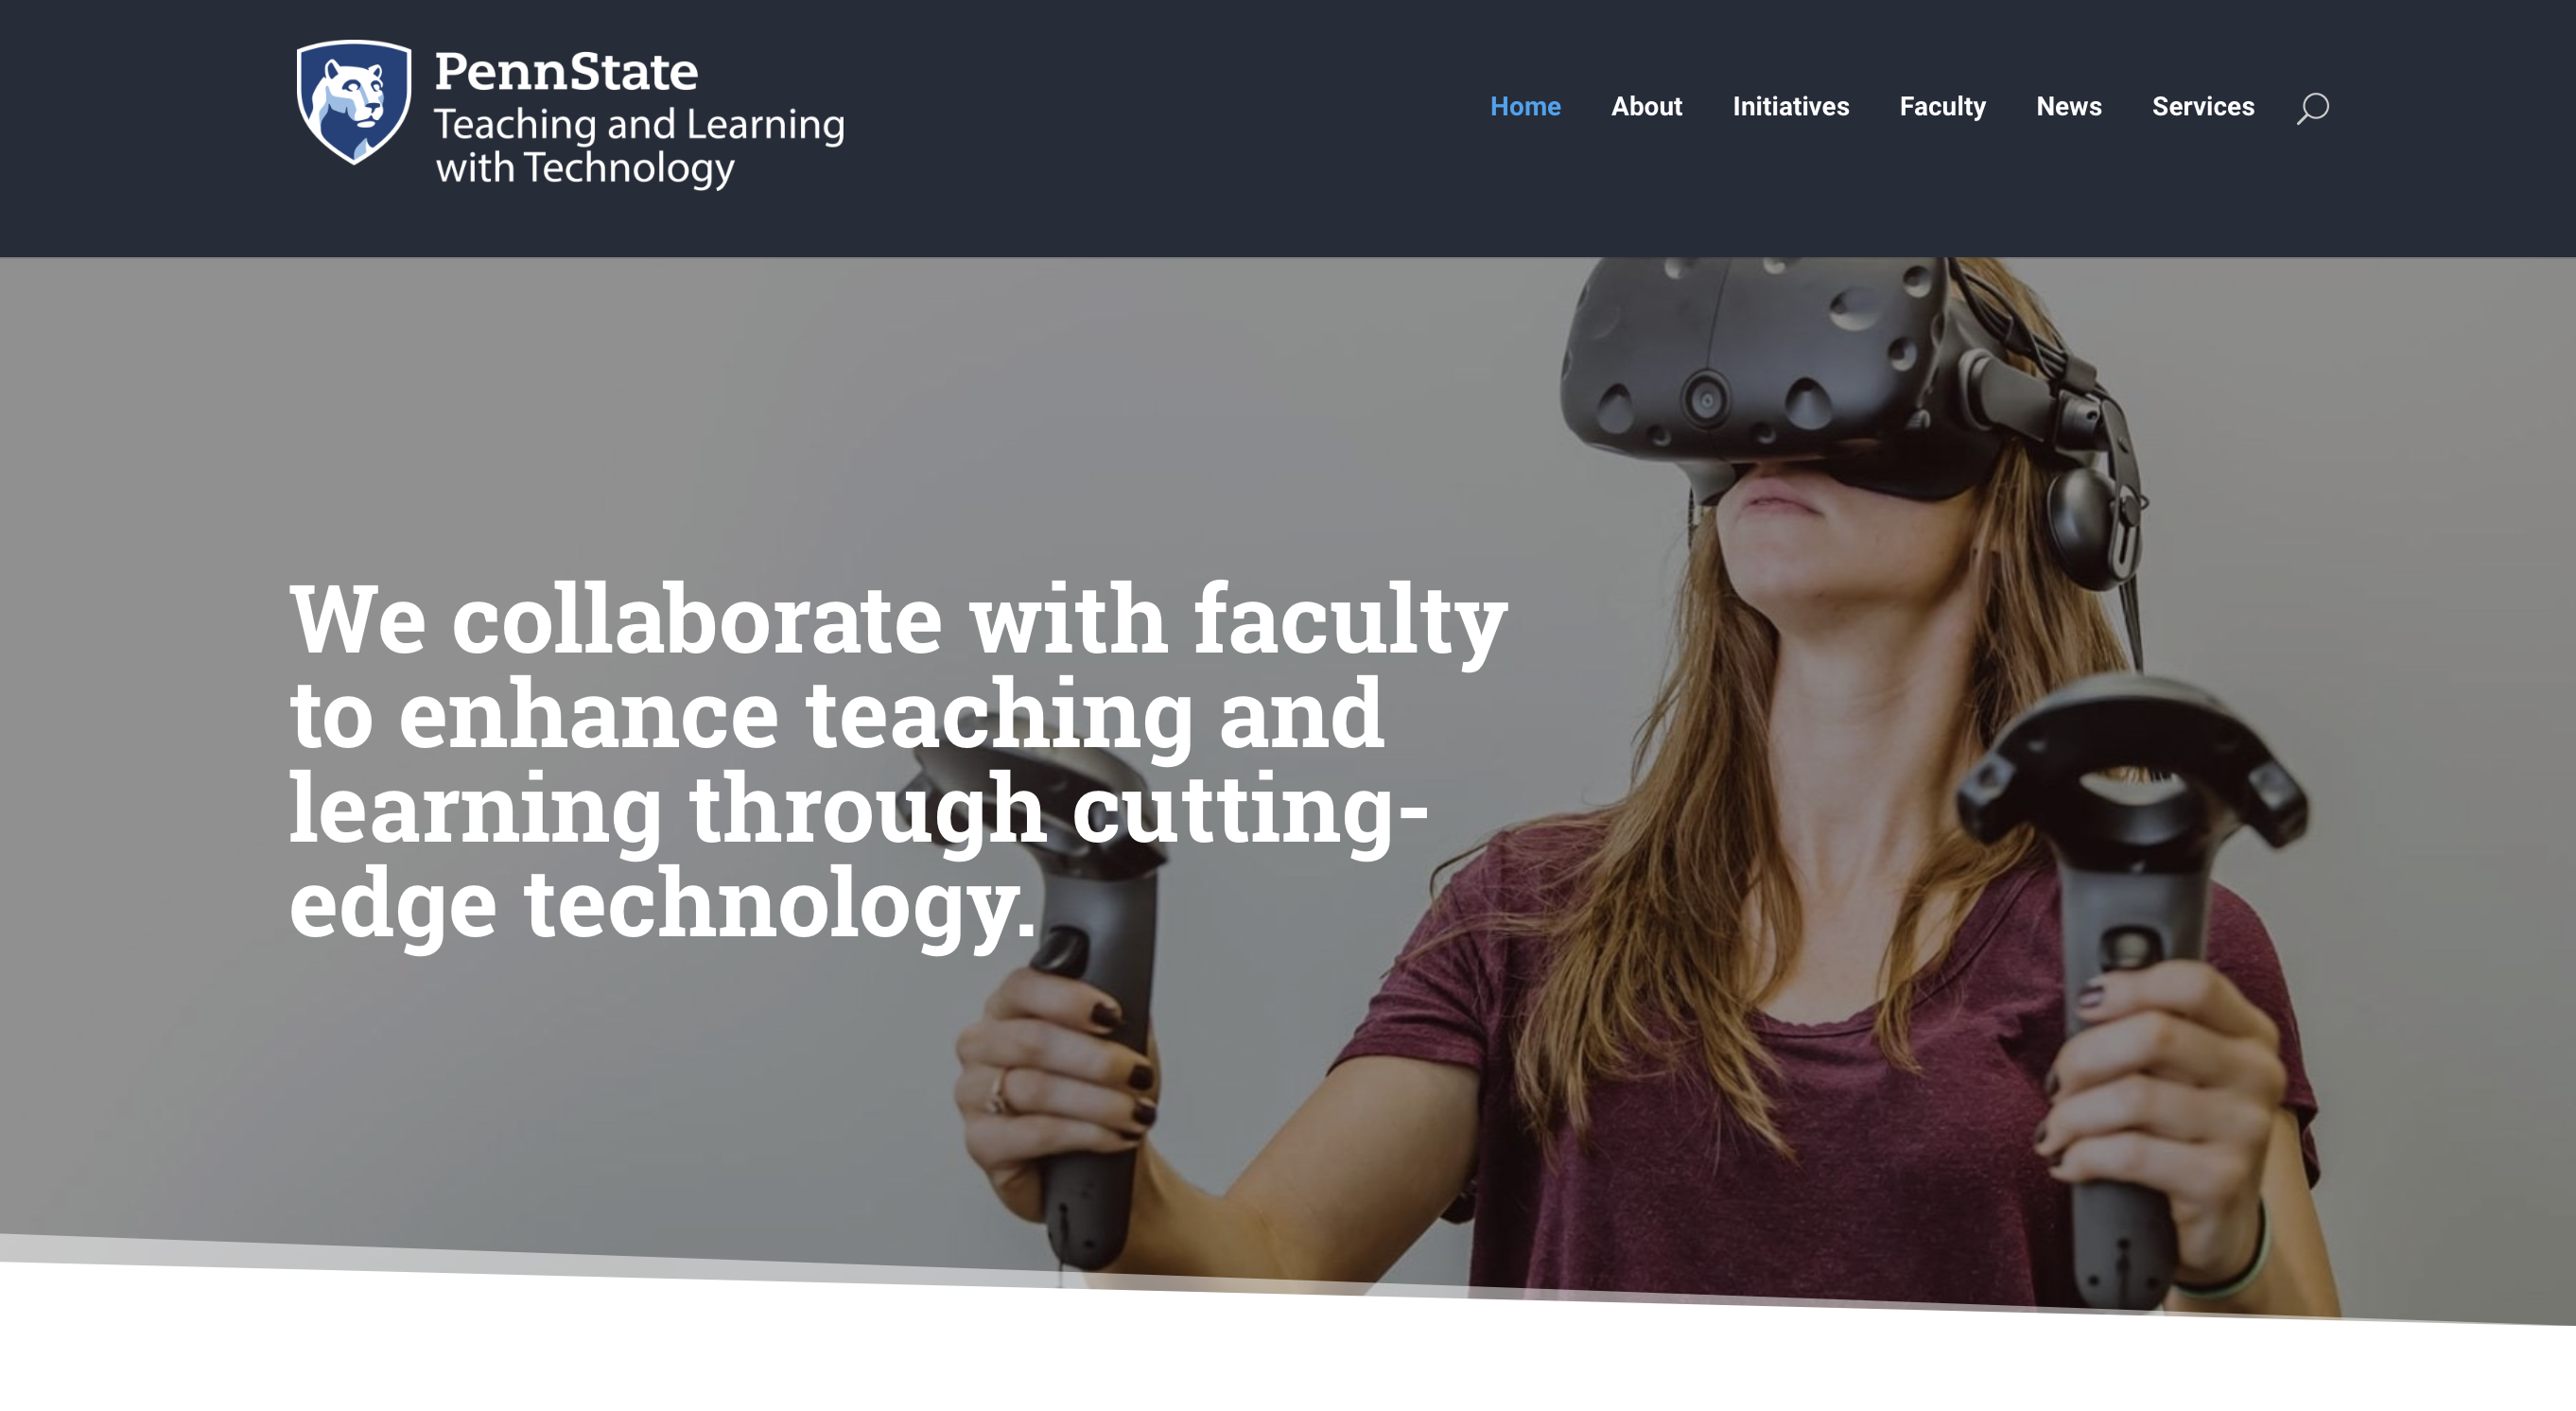 PennState
Teaching and Learning
with Technology
Home About Initiatives Faculty News Services
We collaborate with faculty
to enhance teaching and
learning through cutting-
edge technology.